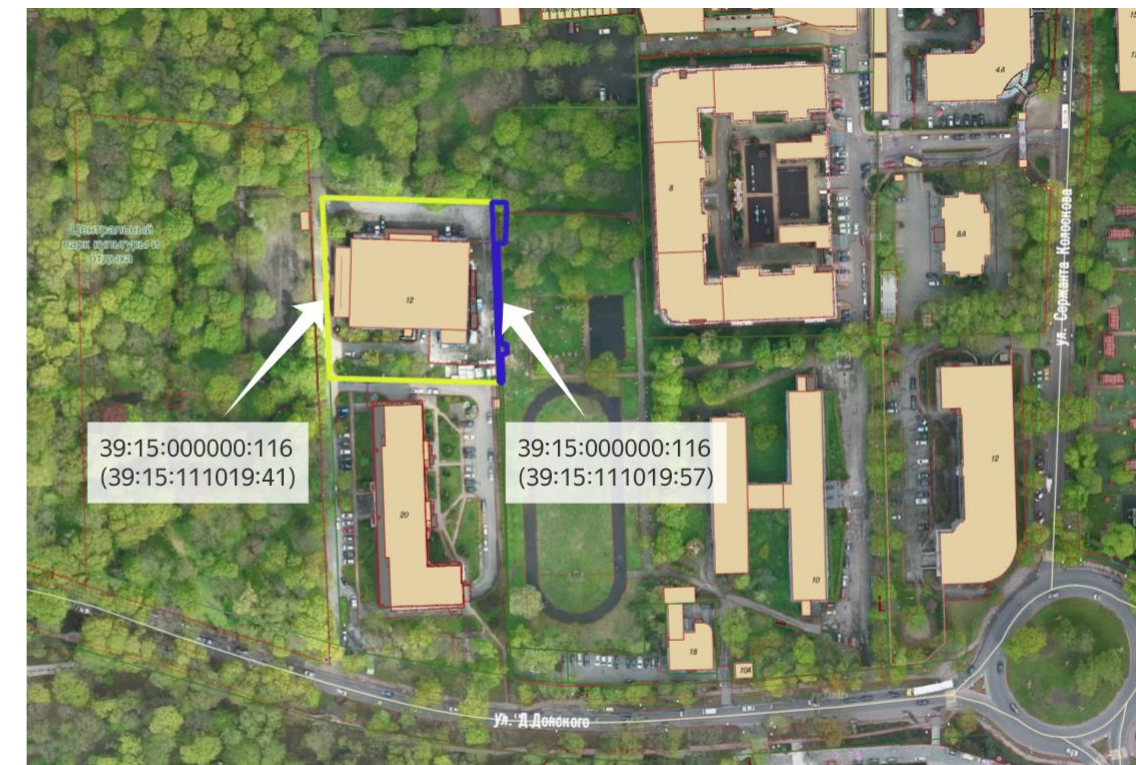 4А
8
Центральный
парк культуры и
отдыха
8А
12
ул. Сержанта Колоскова
39:15:000000:116
(39:15:111019:41)
39:15:000000:116
(39:15:111019:57)
12
20
10
18
10А
Ул. Д.Донского